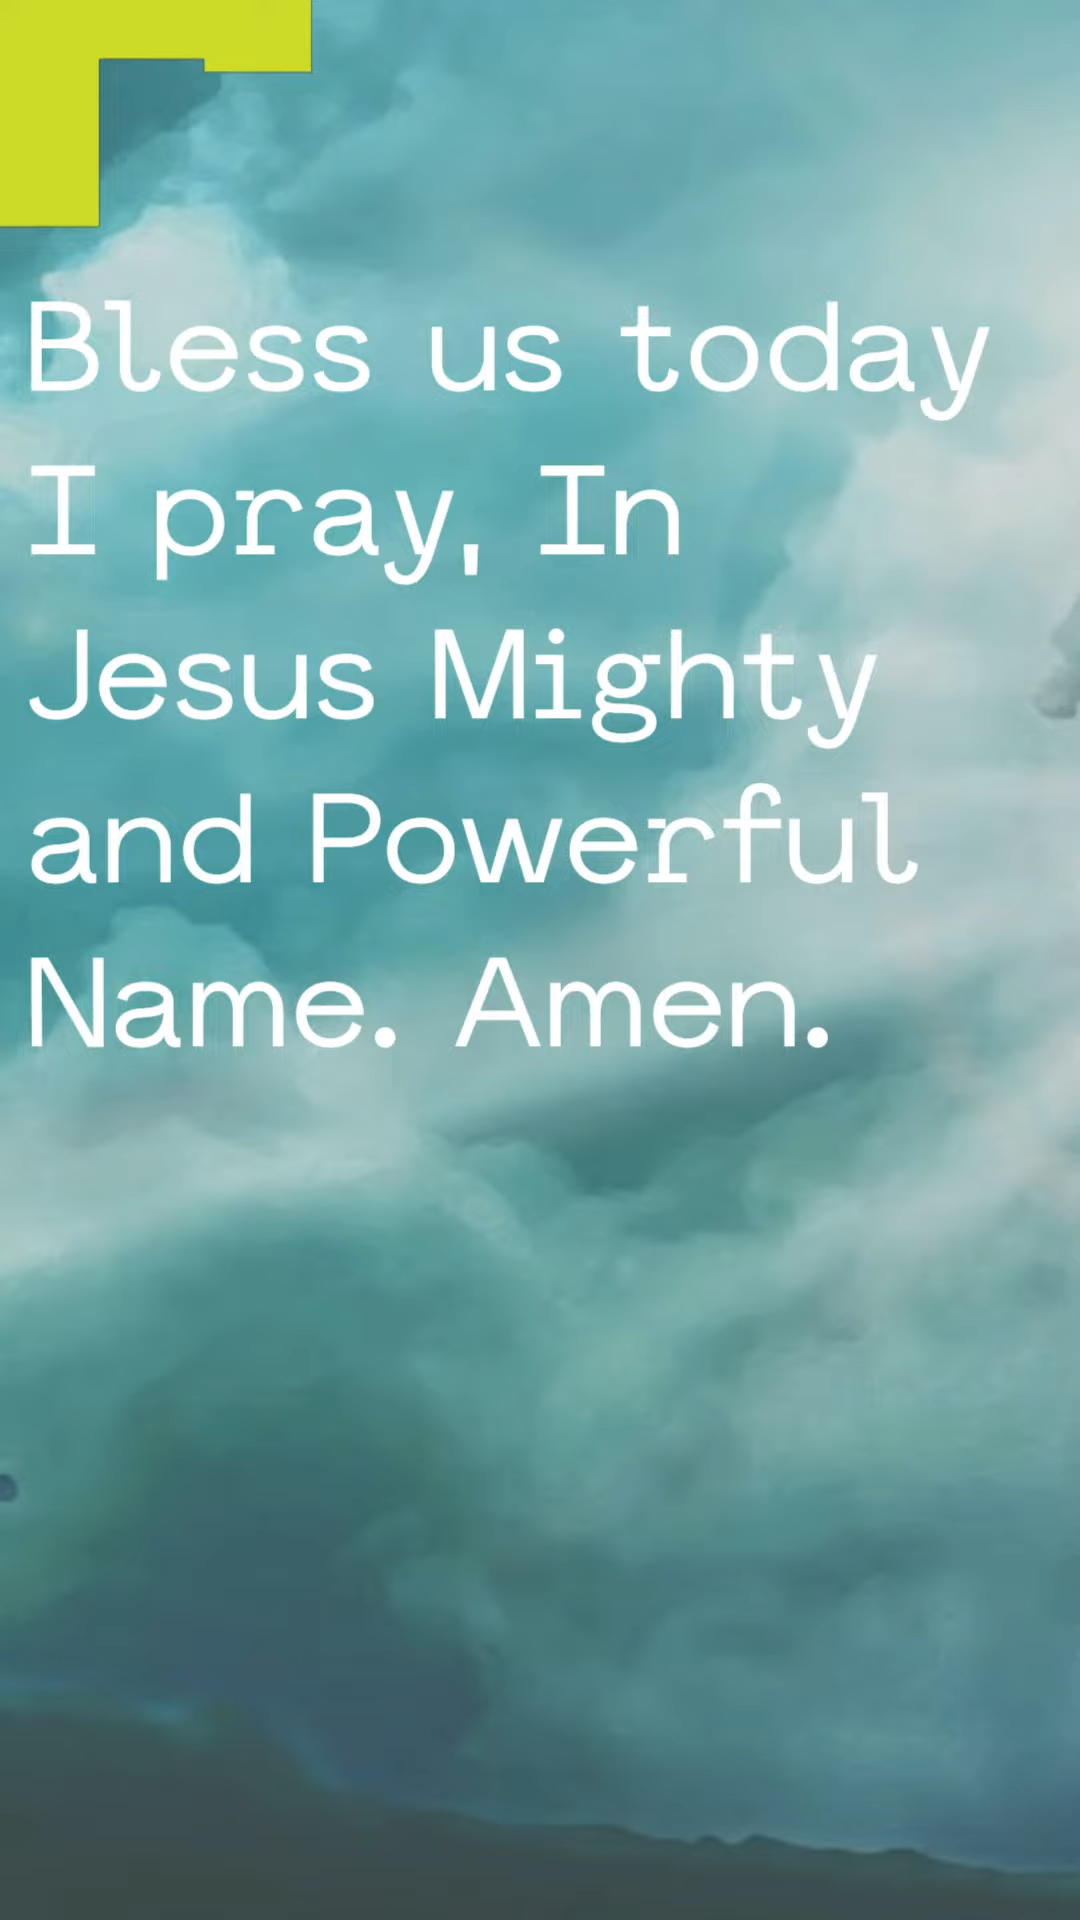 Bless us today
I pray, In
Jesus Mighty
and Powerful
Name. Amen.